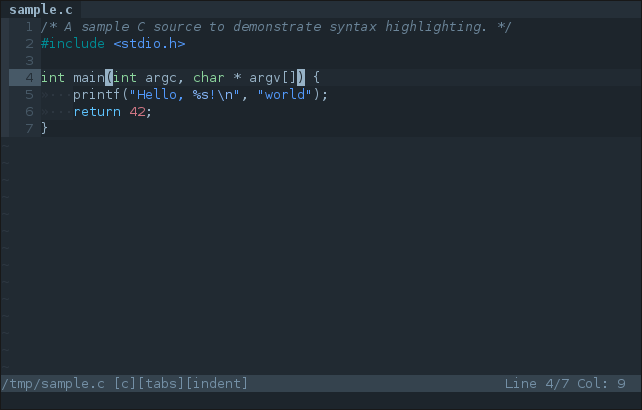 sample.c
1 /* A sample C source to demonstrate syntax highlighting. */
2 #include <stdio.h>
3
4 int main(int argc, char * argv[]) {
5 »···printf("Hello, %s!\n", "world");
6 »···return 42;
7 }
~
~
~
~
~
~
~
~
~
~
~
~
~
~
/tmp/sample.c [c][tabs][indent] Line 4/7 Col: 9